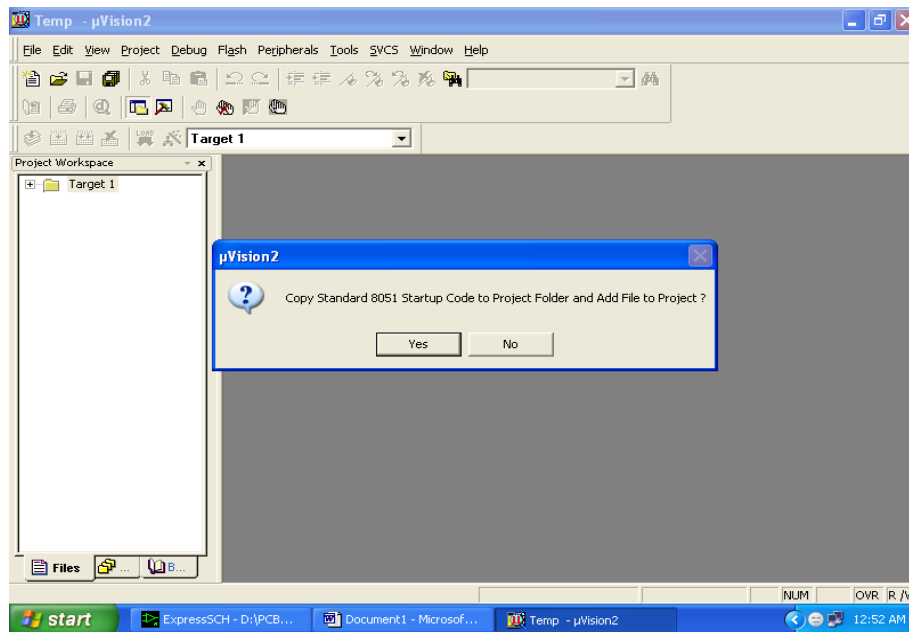 Temp - µVision2
File Edit View Project Debug Flash Peripherals Tools SVCS Window Help
LOAD Target 1
Project Workspace
Target 1
µVision2
Copy Standard 8051 Startup Code to Project Folder and Add File to Project ?
Yes No
Files ... B...
NUM OVR R /W
start ExpressSCH - D:\PCB... Document1 - Microsof... Temp - µVision2 12:52 AM